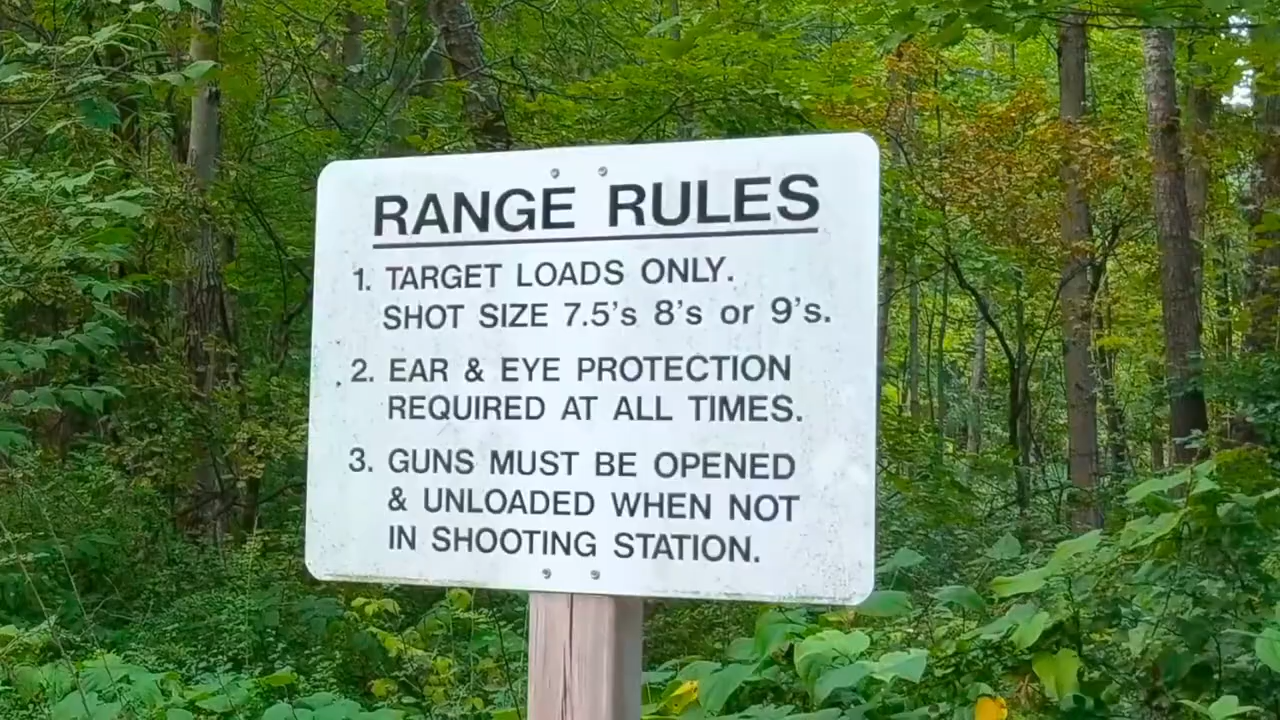 RANGE RULES
1. TARGET LOADS ONLY.
SHOT SIZE 7.5's 8's or 9's.
2. EAR & EYE PROTECTION
REQUIRED AT ALL TIMES.
3. GUNS MUST BE OPENED
& UNLOADED WHEN NOT
IN SHOOTING STATION.